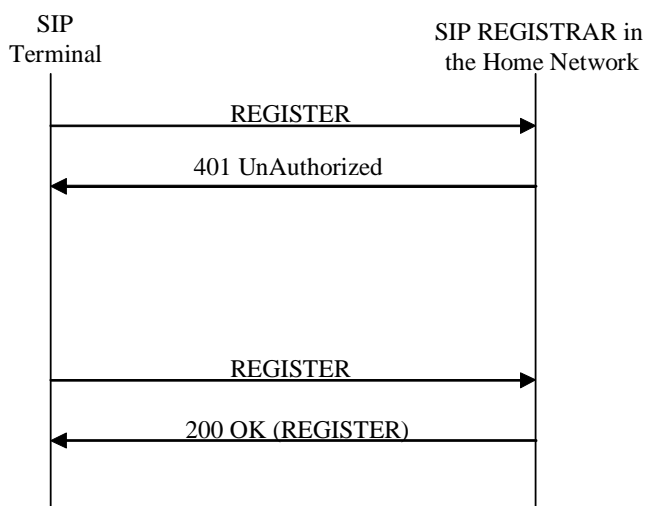 SIP
Terminal
SIP REGISTRAR in
the Home Network
REGISTER
401 UnAuthorized
REGISTER
200 OK (REGISTER)